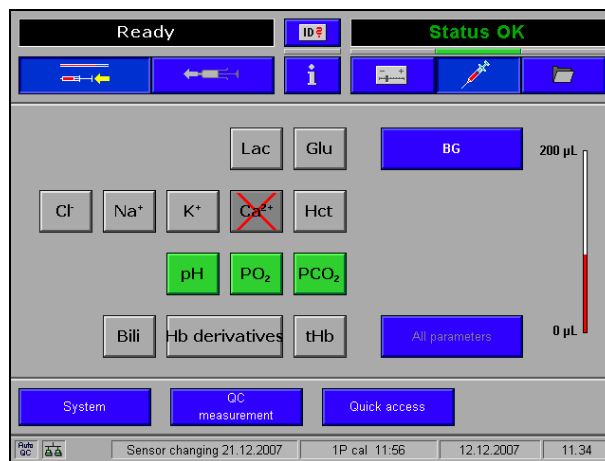 Ready
ID?
Status OK
i
Lac Glu BG 200 µL
Cl⁻ Na⁺ K⁺ Ca²⁺ Hct
pH PO₂ PCO₂
Bili Hb derivatives tHb All parameters 0 µL
System QC measurement Quick access
Auto QC Sensor changing 21.12.2007 1P cal 11:56 12.12.2007 11.34